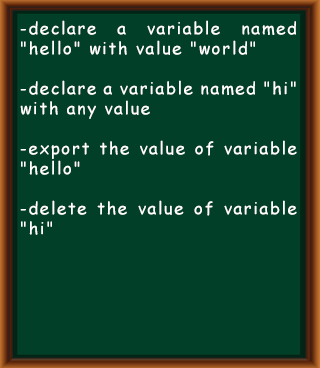 -declare a variable named
"hello" with value "world"
-declare a variable named "hi"
with any value
-export the value of variable
"hello"
-delete the value of variable
"hi"